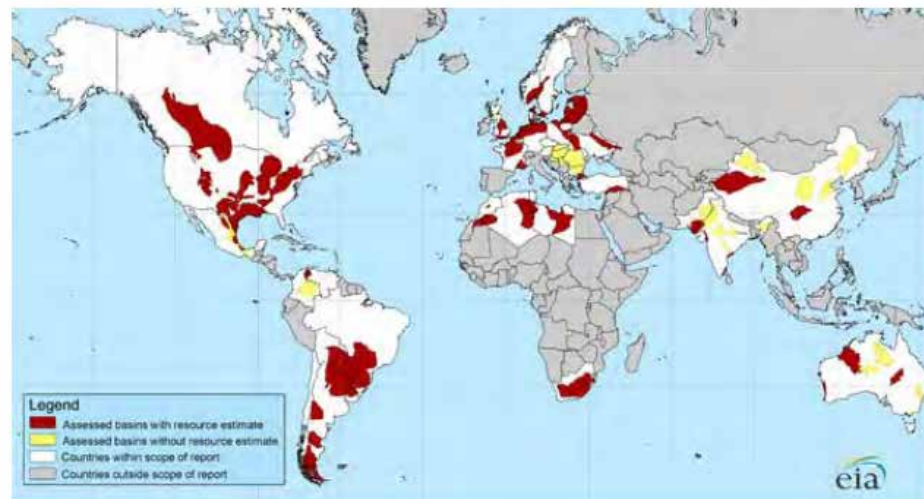 Legend
Assessed basins with resource estimate
Assessed basins without resource estimate
Countries within scope of report
Countries outside scope of report
eia